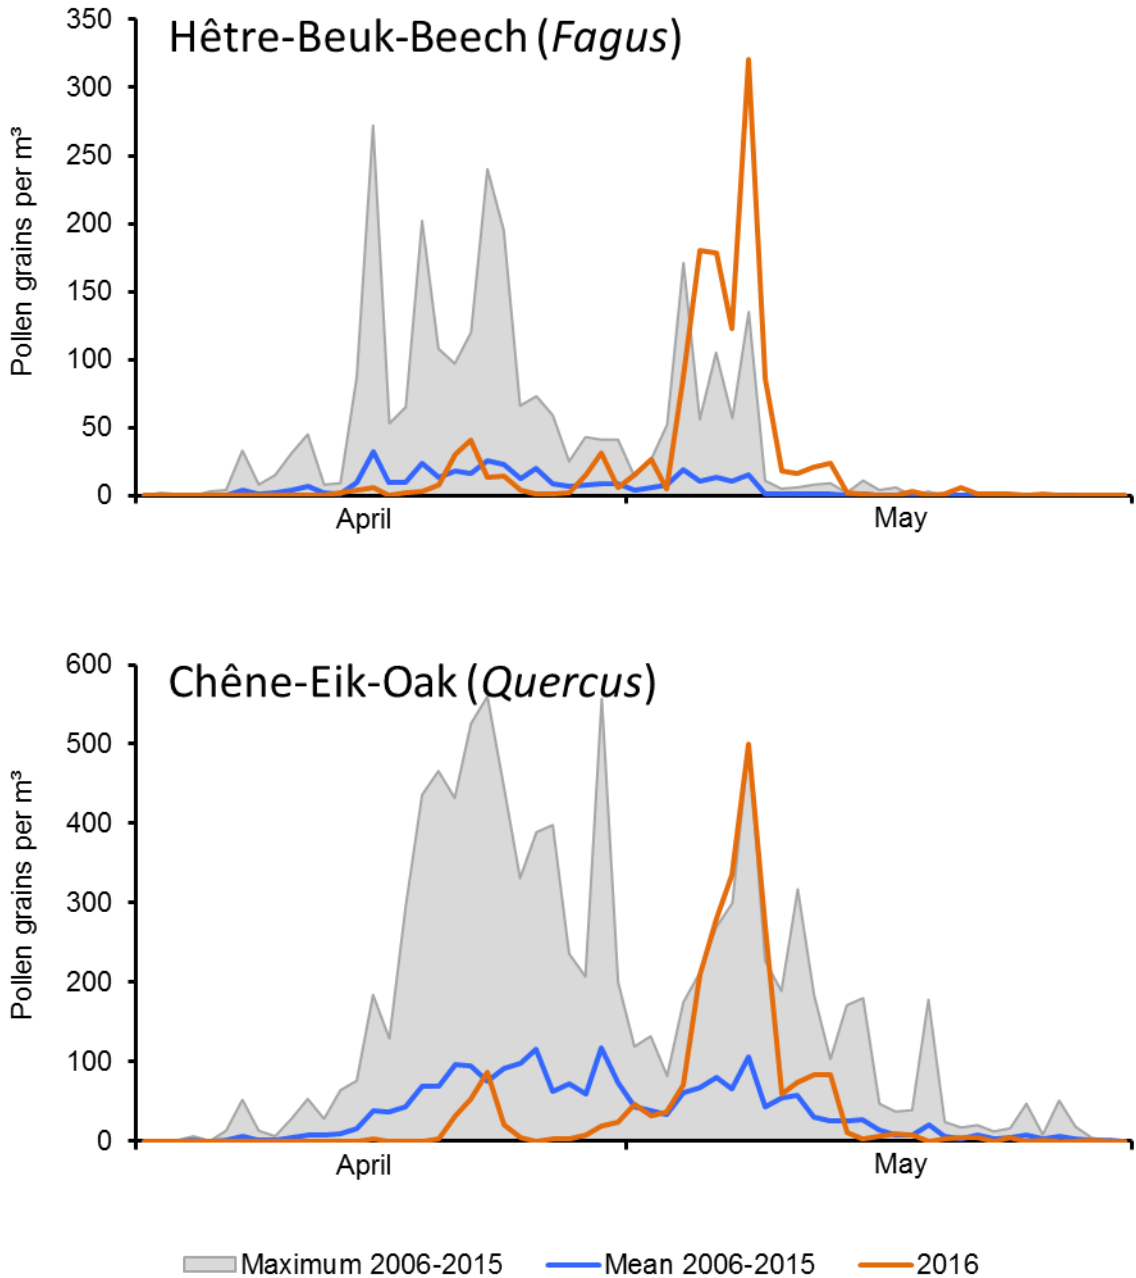 Hêtre-Beuk-Beech (Fagus)
Pollen grains per m³
350
300
250
200
150
100
50
0
April
May
Chêne-Eik-Oak (Quercus)
Pollen grains per m³
600
500
400
300
200
100
0
April
May
Maximum 2006-2015
Mean 2006-2015
2016